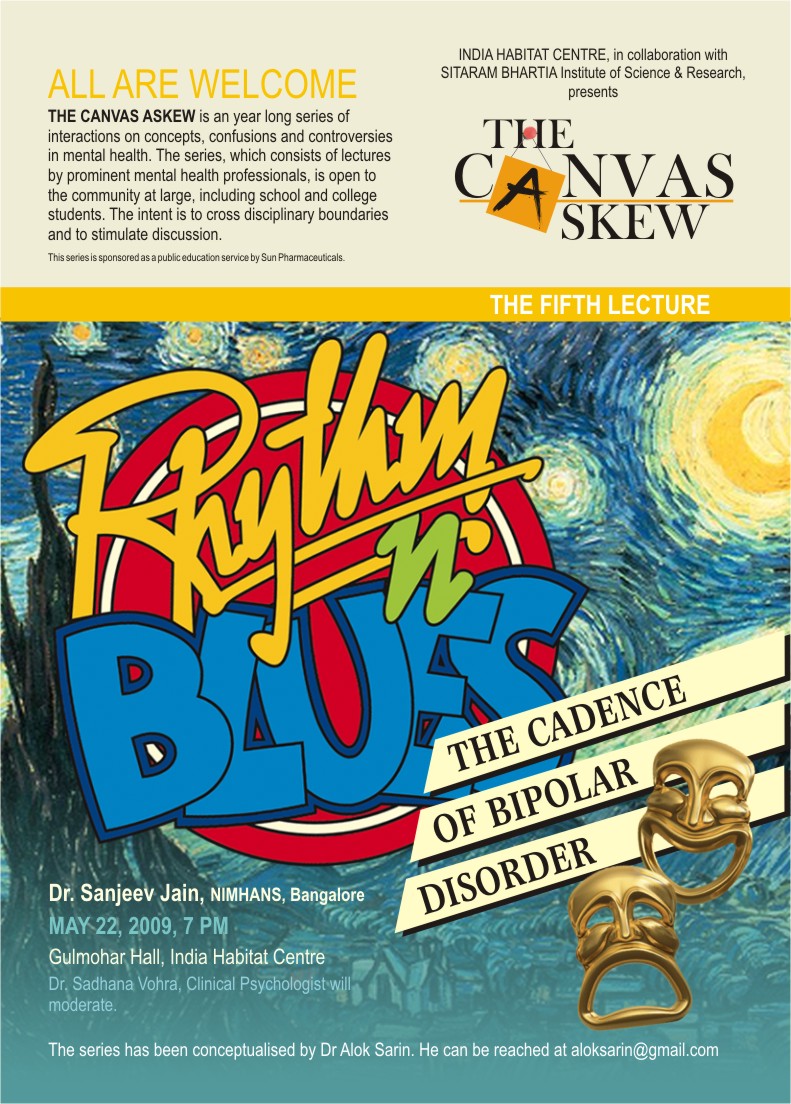 ALL ARE WELCOME
THE CANVAS ASKEW is an year long series of
interactions on concepts, confusions and controversies
in mental health. The series, which consists of lectures
by prominent mental health professionals, is open to
the community at large, including school and college
students. The intent is to cross disciplinary boundaries
and to stimulate discussion.
This series is sponsored as a public education service by Sun Pharmaceuticals.
INDIA HABITAT CENTRE, in collaboration with
SITARAM BHARTIA Institute of Science & Research,
presents
THE
CANVAS
ASKEW
THE FIFTH LECTURE
Rhythm
n
BLUES
THE CADENCE
OF BIPOLAR
DISORDER
Dr. Sanjeev Jain, NIMHANS, Bangalore
MAY 22, 2009, 7 PM
Gulmohar Hall, India Habitat Centre
Dr. Sadhana Vohra, Clinical Psychologist will
moderate.
The series has been conceptualised by Dr Alok Sarin. He can be reached at aloksarin@gmail.com